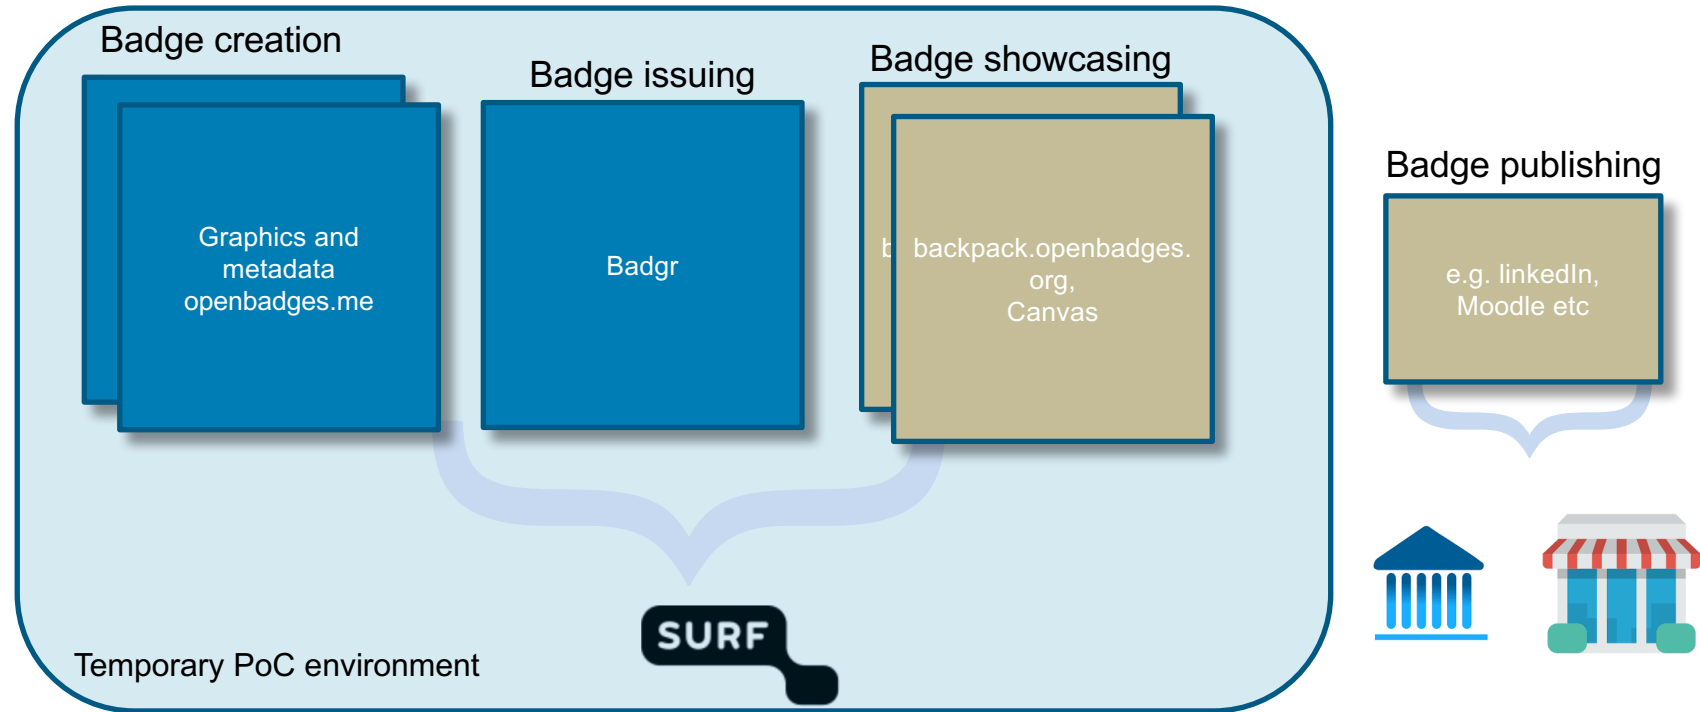 Badge creation
Graphics and
metadata
openbadges.me
Badge issuing
Badgr
Badge showcasing
b
backpack.openbadges.
org,
Canvas
Badge publishing
e.g. linkedIn,
Moodle etc
SURF
Temporary PoC environment